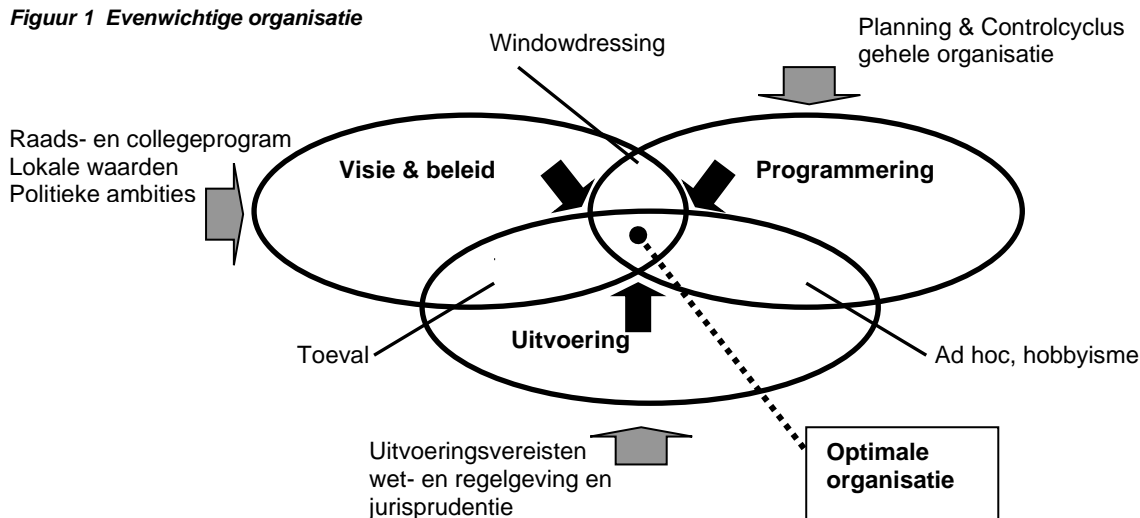 Figuur 1 Evenwichtige organisatie
Windowdressing
Planning & Controlcyclus
gehele organisatie
Raads- en collegeprogram
Lokale waarden
Politieke ambities
Visie & beleid
Programmering
Toeval
Uitvoering
Ad hoc, hobbyisme
Uitvoeringsvereisten
wet- en regelgeving en
jurisprudentie
Optimale
organisatie